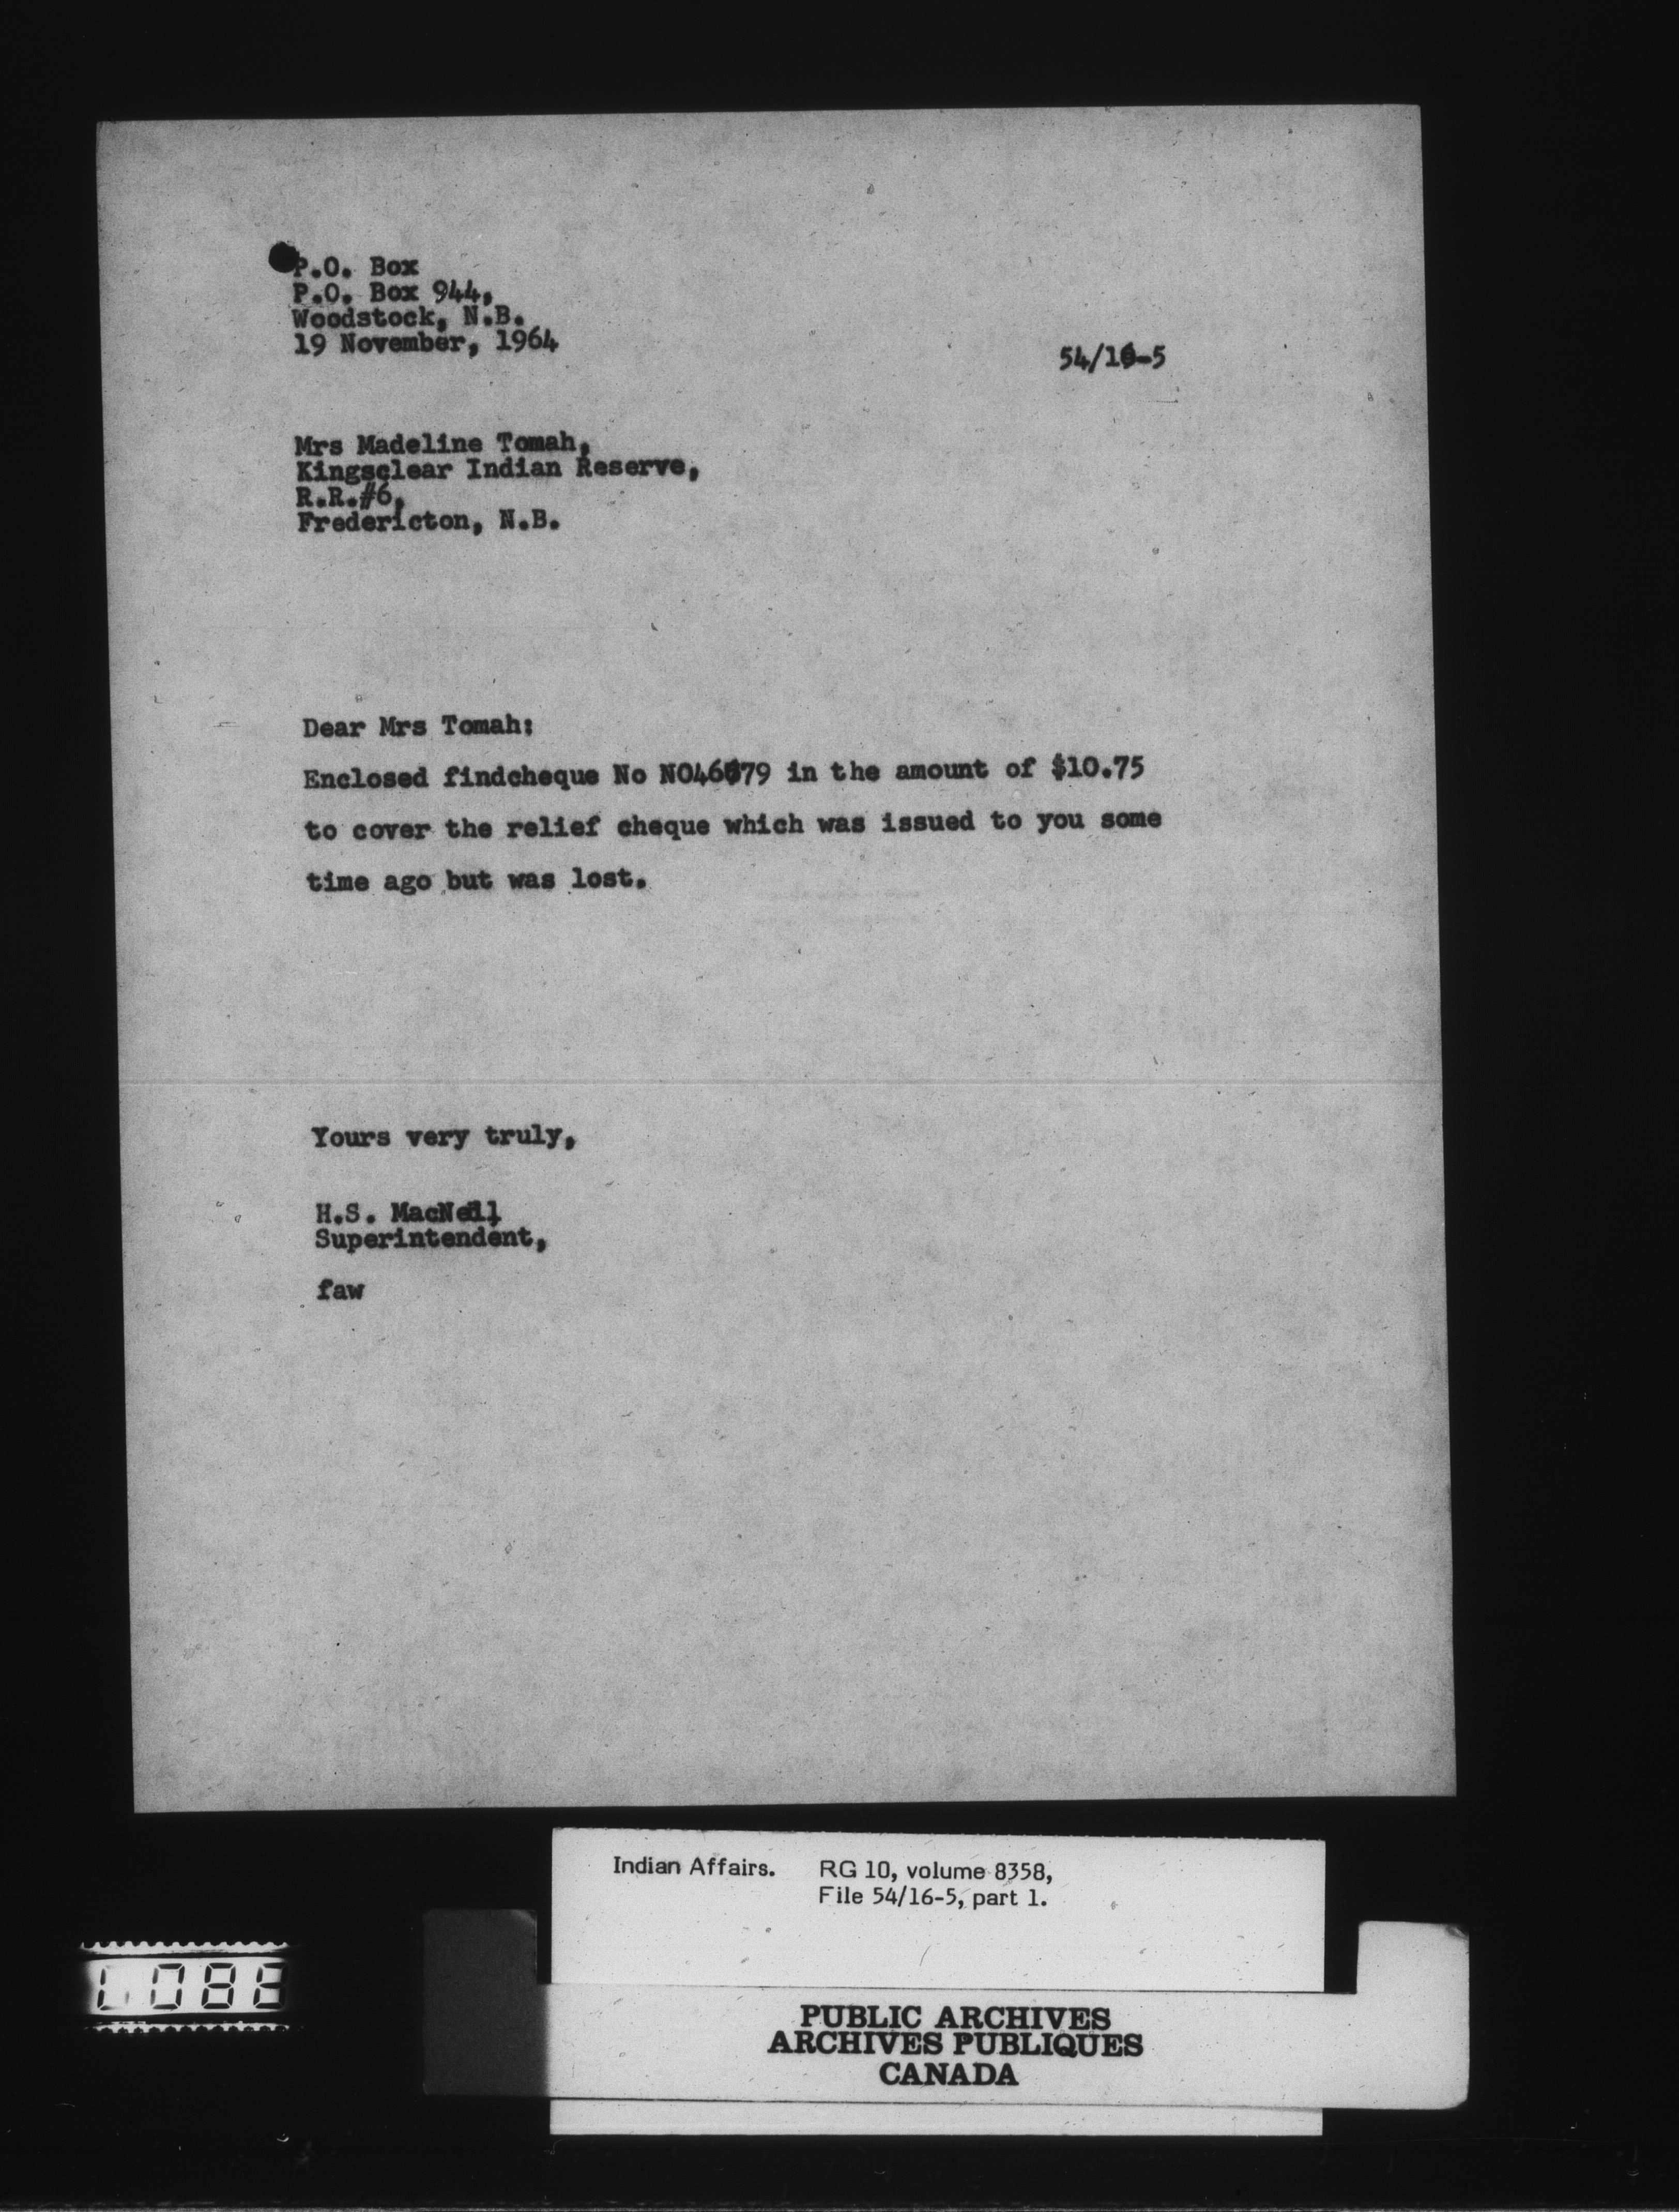 P.O. Box
P.O. Box 944,
Woodstock, N.B.
19 November, 1964
54/16-5
Mrs Madeline Tomah,
Kingsclear Indian Reserve,
R.R.#6,
Fredericton, N.B.
Dear Mrs Tomah:
Enclosed findcheque No in the amount of $10.75
to cover the relief cheque which was issued to you some
time ago but was lost.
Yours very truly,
H.S. MacNeil
Superintendent,
faw
Indian Affairs. RG 10, volume 8358,
File 54/16-5, part 1.
PUBLIC ARCHIVES
ARCHIVES PUBLIQUES
CANADA